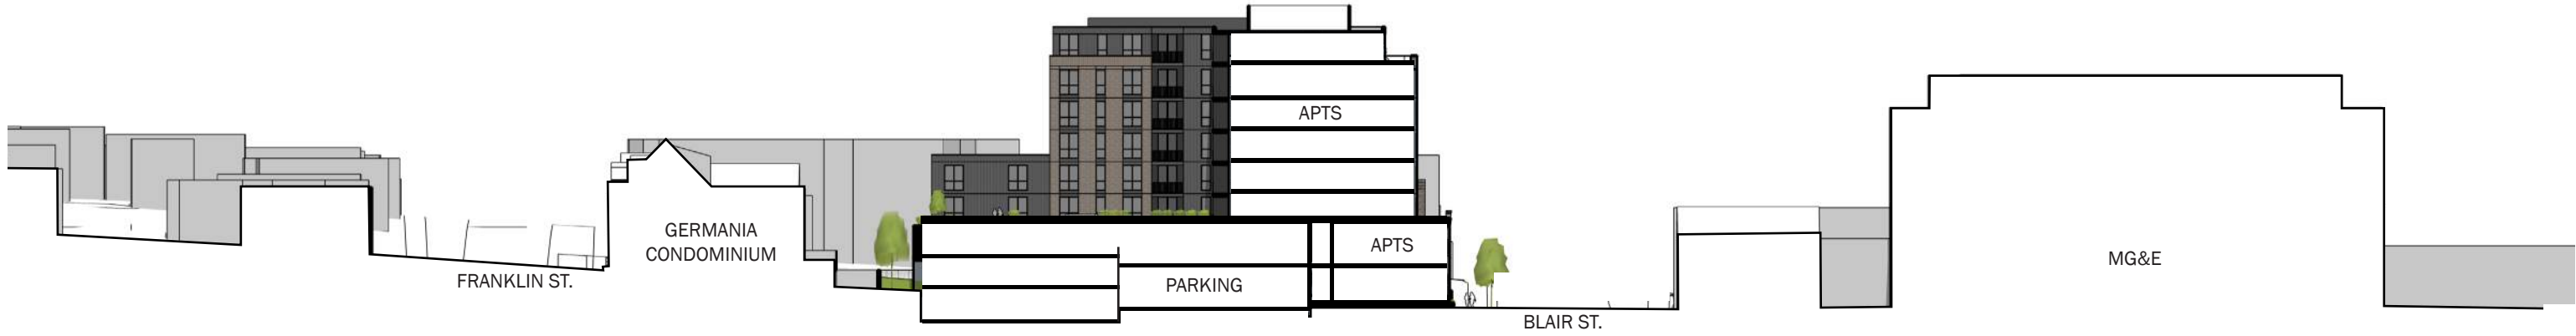 FRANKLIN ST.
GERMANIA
CONDOMINIUM
APTS
APTS
PARKING
BLAIR ST.
MG&E